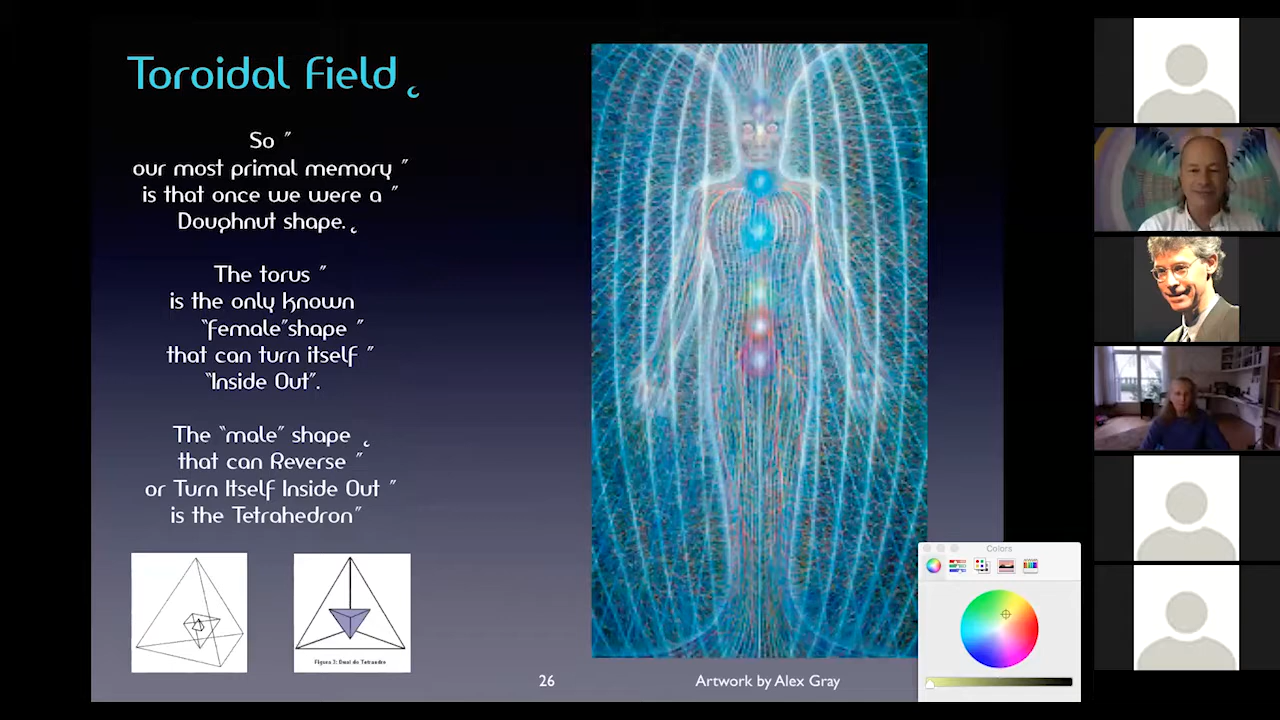 Toroidal Field
So "
our most primal memory "
is that once we were a "
Doughnut shape.
The torus "
is the only known
"female"shape "
that can turn itself "
"Inside Out".
The "male" shape
that can Reverse "
or Turn Itself Inside Out "
is the Tetrahedron"
Figura 3: Dual do Tetraedro
26
Artwork by Alex Gray
Colors